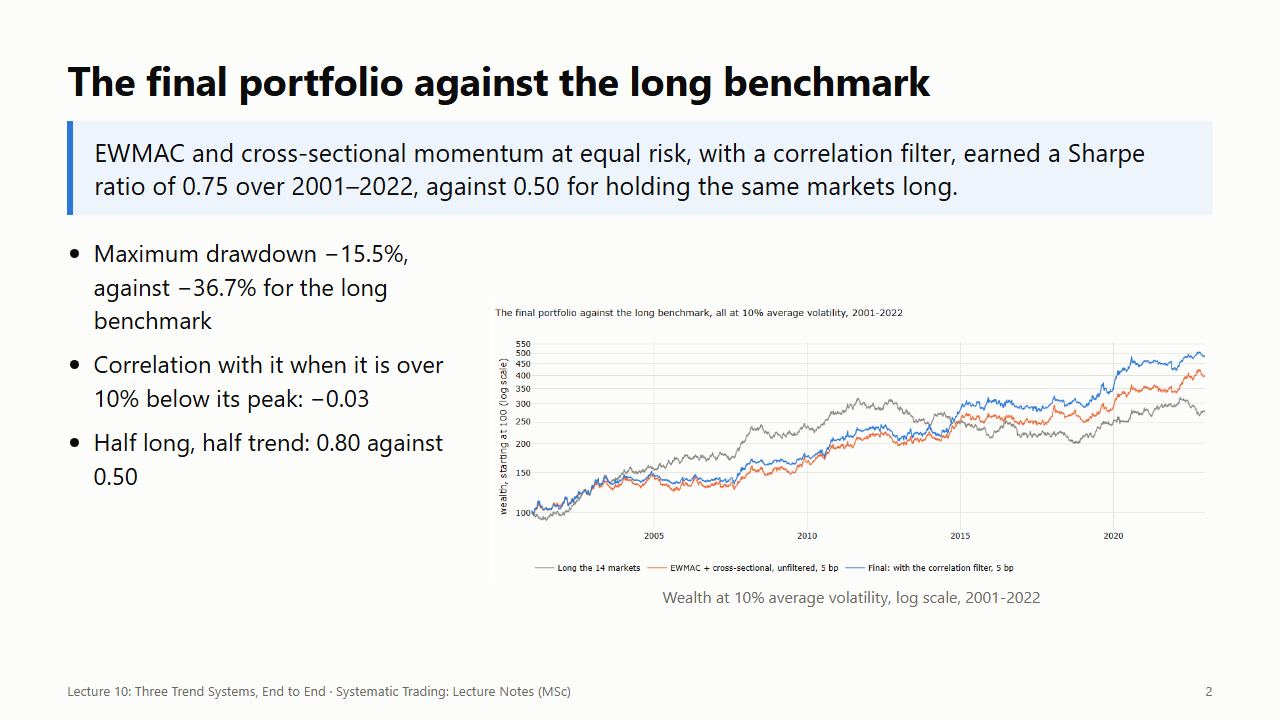 The final portfolio against the long benchmark
EWMAC and cross-sectional momentum at equal risk, with a correlation filter, earned a Sharpe
ratio of 0.75 over 2001–2022, against 0.50 for holding the same markets long.
• Maximum drawdown −15.5%,
against −36.7% for the long
benchmark
• Correlation with it when it is over
10% below its peak: −0.03
• Half long, half trend: 0.80 against
0.50
The final portfolio against the long benchmark, all at 10% average volatility, 2001-2022
wealth, starting at 100 (log scale)
550
500
450
400
350
300
250
200
150
100
2005 2010 2015 2020
Long the 14 markets EWMAC + cross-sectional, unfiltered, 5 bp Final: with the correlation filter, 5 bp
Wealth at 10% average volatility, log scale, 2001-2022
Lecture 10: Three Trend Systems, End to End · Systematic Trading: Lecture Notes (MSc) 2